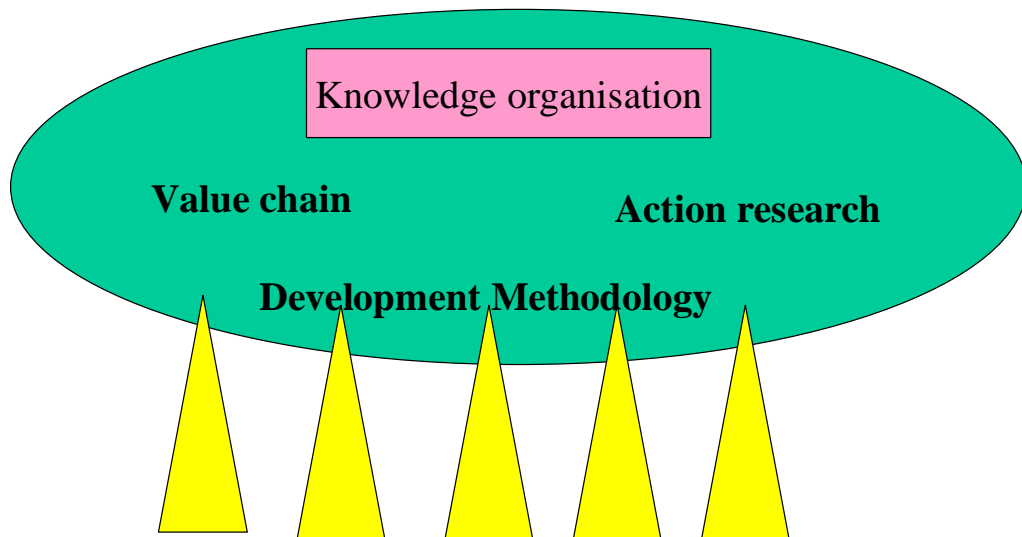 Knowledge organisation
Value chain
Action research
Development Methodology